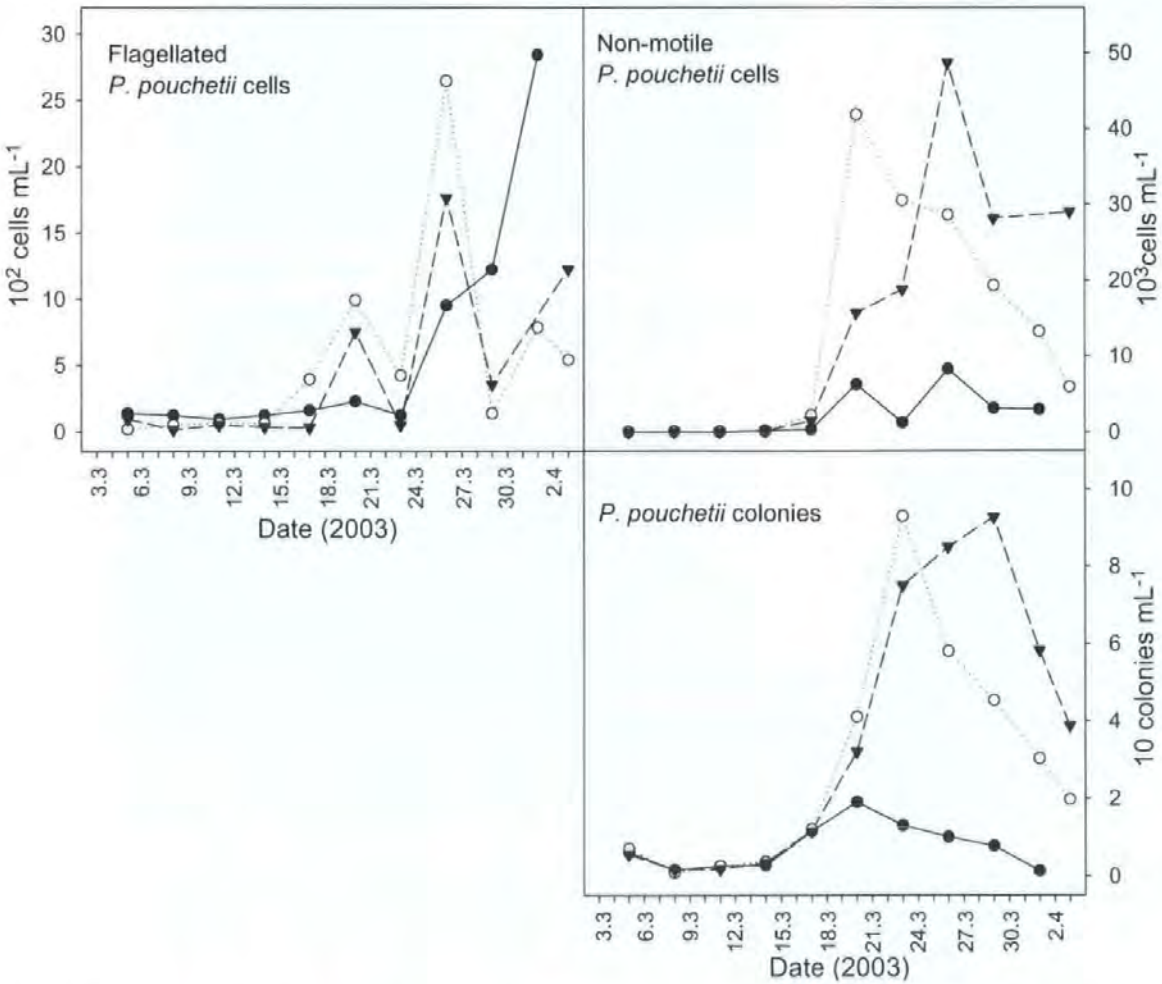 Flagellated
P. pouchetii cells
30
25
20
15
10
5
0
10² cells mL⁻¹
3.3 6.3 9.3 12.3 15.3 18.3 21.3 24.3 27.3 30.3 2.4
Date (2003)
Non-motile
P. pouchetii cells
50
40
30
20
10
0
10³cells mL⁻¹
P. pouchetii colonies
10
8
6
4
2
0
10 colonies mL⁻¹
3.3 6.3 9.3 12.3 15.3 18.3 21.3 24.3 27.3 30.3 2.4
Date (2003)